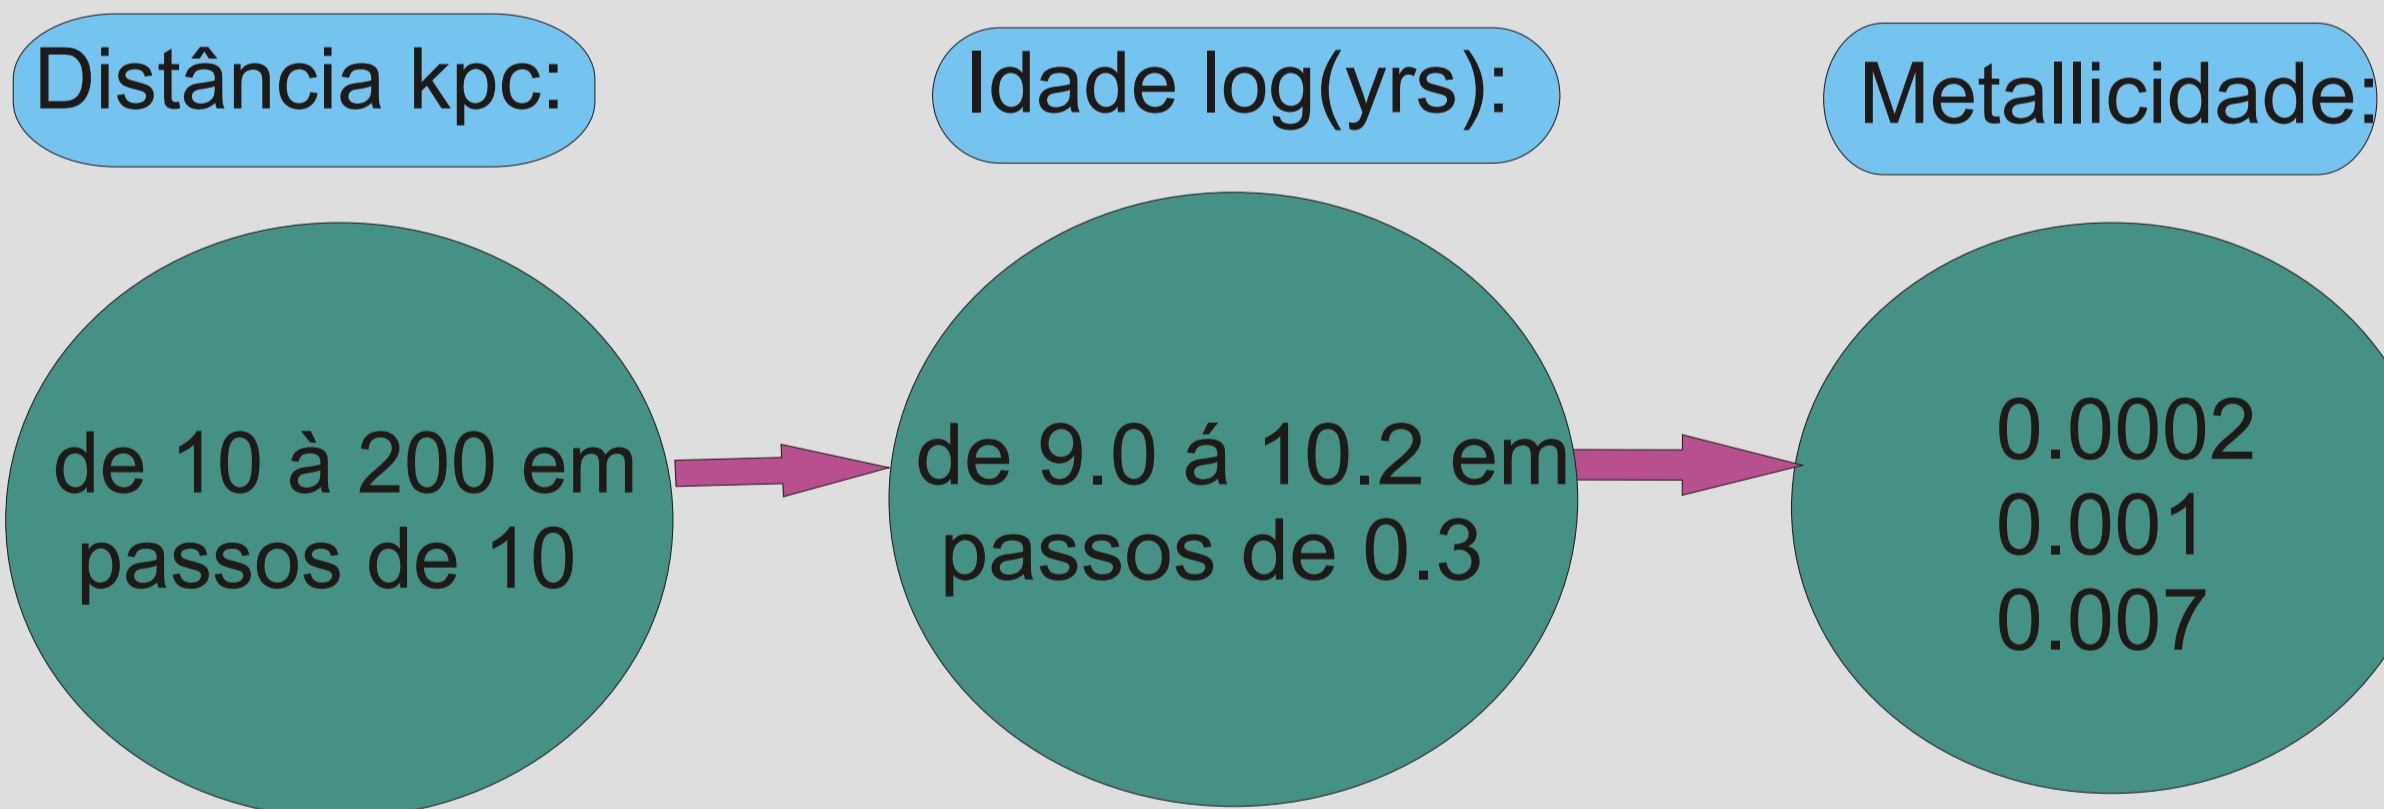 Distância kpc:
Idade log(yrs):
Metallicidade:
de 10 à 200 em
passos de 10
de 9.0 á 10.2 em
passos de 0.3
0.0002
0.001
0.007